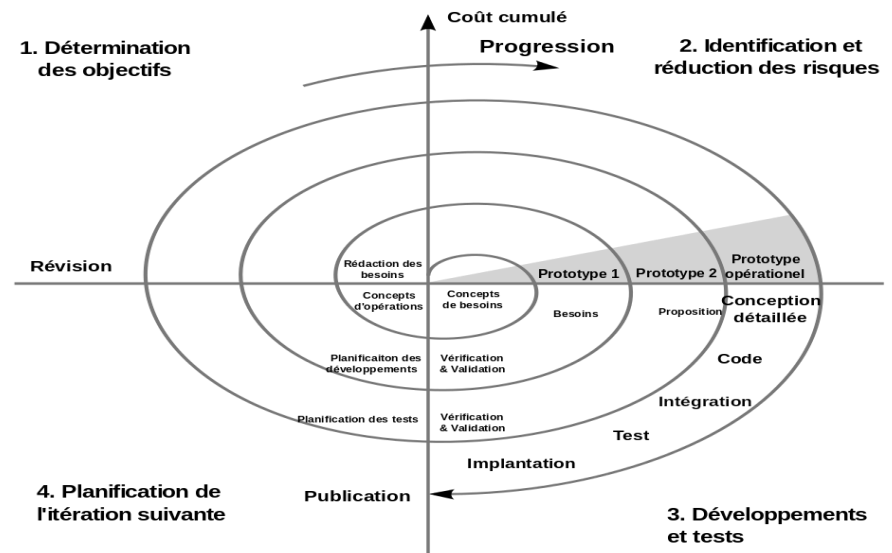 Coût cumulé
Progression
1. Détermination
des objectifs
2. Identification et
réduction des risques
Révision
Rédaction des
besoins
Prototype 1
Prototype 2
Prototype
opérationel
Concepts
d'opérations
Concepts
de besoins
Besoins
Proposition
Conception
détaillée
Planificaiton des
développements
Vérification
& Validation
Code
Intégration
Planification des tests
Vérification
& Validation
Test
Implantation
Publication
4. Planification de
l'itération suivante
3. Développements
et tests